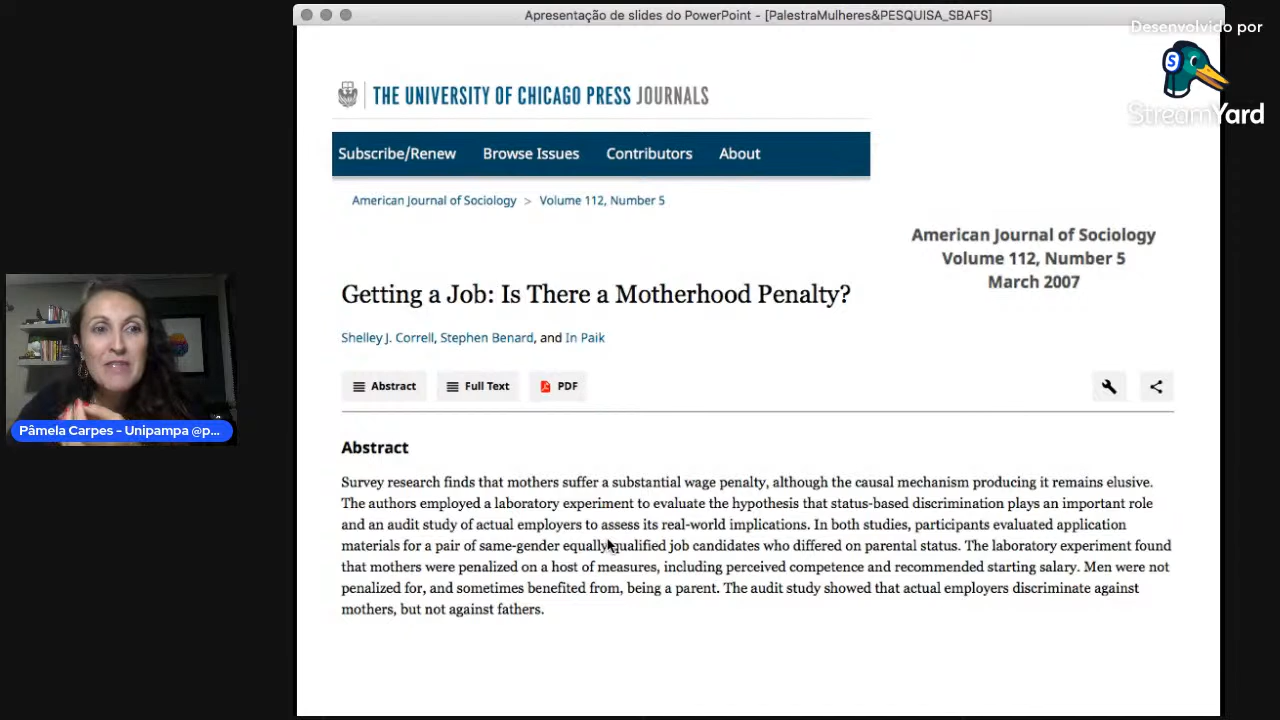 Apresentação de slides do PowerPoint - [PalestraMulheres&PESQUISA_SBAFS]
Desenvolvido por
S
StreamYard
THE UNIVERSITY OF CHICAGO PRESS JOURNALS
Subscribe/Renew Browse Issues Contributors About
American Journal of Sociology > Volume 112, Number 5
American Journal of Sociology
Volume 112, Number 5
March 2007
Getting a Job: Is There a Motherhood Penalty?
Shelley J. Correll, Stephen Benard, and In Paik
Abstract Full Text PDF
Abstract
Survey research finds that mothers suffer a substantial wage penalty, although the causal mechanism producing it remains elusive.
The authors employed a laboratory experiment to evaluate the hypothesis that status-based discrimination plays an important role
and an audit study of actual employers to assess its real-world implications. In both studies, participants evaluated application
materials for a pair of same-gender equally qualified job candidates who differed on parental status. The laboratory experiment found
that mothers were penalized on a host of measures, including perceived competence and recommended starting salary. Men were not
penalized for, and sometimes benefited from, being a parent. The audit study showed that actual employers discriminate against
mothers, but not against fathers.
Pâmela Carpes - Unipampa @p...